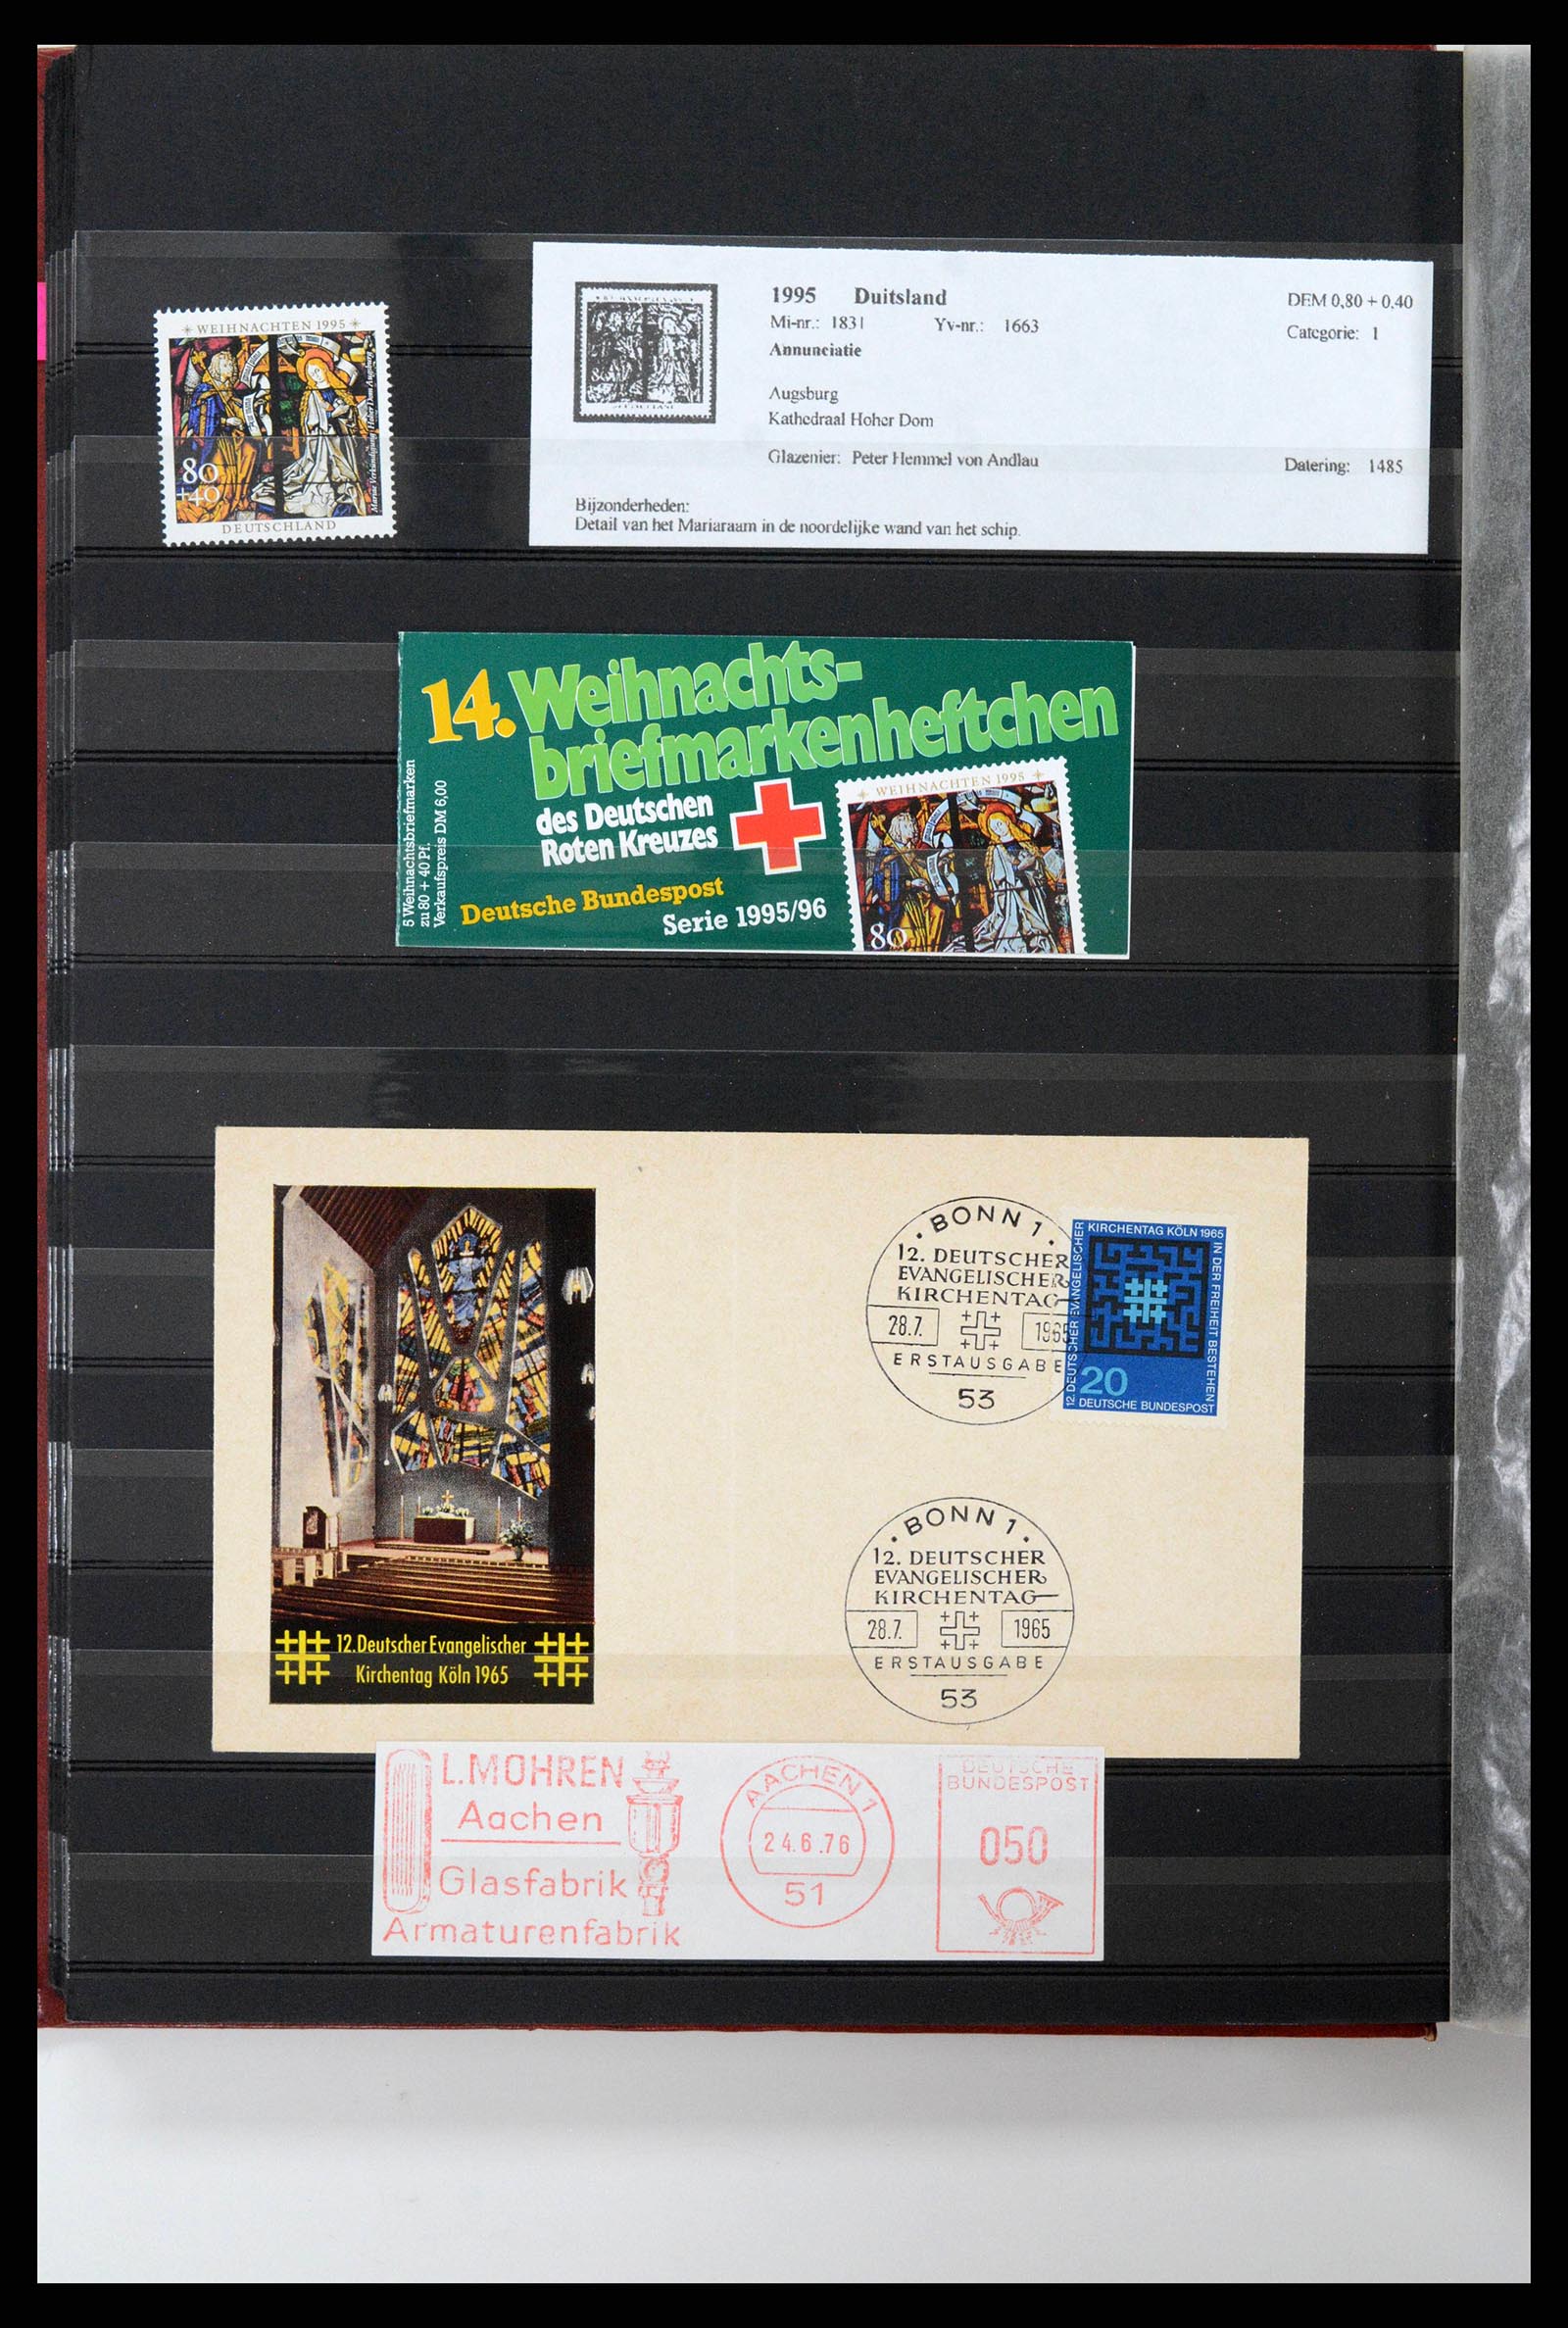 WEIHNACHTEN 1995
80
+40
Mariae Verkündigung Hoher Dom Augsburg
DEUTSCHLAND
1995 Duitsland DEM 0,80 + 0,40
Mi-nr.: 1831 Yv-nr.: 1663 Categorie: 1
Annunciatie
Augsburg
Kathedraal Hoher Dom
Glazenier: Peter Hemmel von Andlau Datering: 1485
Bijzonderheden:
Detail van het Mariaraam in de noordelijke wand van het schip.
14. Weihnachts-
briefmarkenheftchen
des Deutschen
Roten Kreuzes
Deutsche Bundespost
Serie 1995/96
5 Weihnachtsbriefmarken
zu 80 + 40 Pf.
Verkaufspreis DM 6,00
WEIHNACHTEN 1995
80
BONN 1
12. DEUTSCHER
EVANGELISCHER
KIRCHENTAG
28.7. 1965
ERSTAUSGABE
53
12. DEUTSCHER EVANGELISCHER
KIRCHENTAG KÖLN 1965
IN DER FREIHEIT BESTEHEN
20
DEUTSCHE BUNDESPOST
BONN 1
12. DEUTSCHER
EVANGELISCHER
KIRCHENTAG
28.7. 1965
ERSTAUSGABE
53
12. Deutscher Evangelischer
Kirchentag Köln 1965
L.MOHREN
Aachen
Glasfabrik
Armaturenfabrik
AACHEN 1
24.6.76
51
DEUTSCHE
BUNDESPOST
050